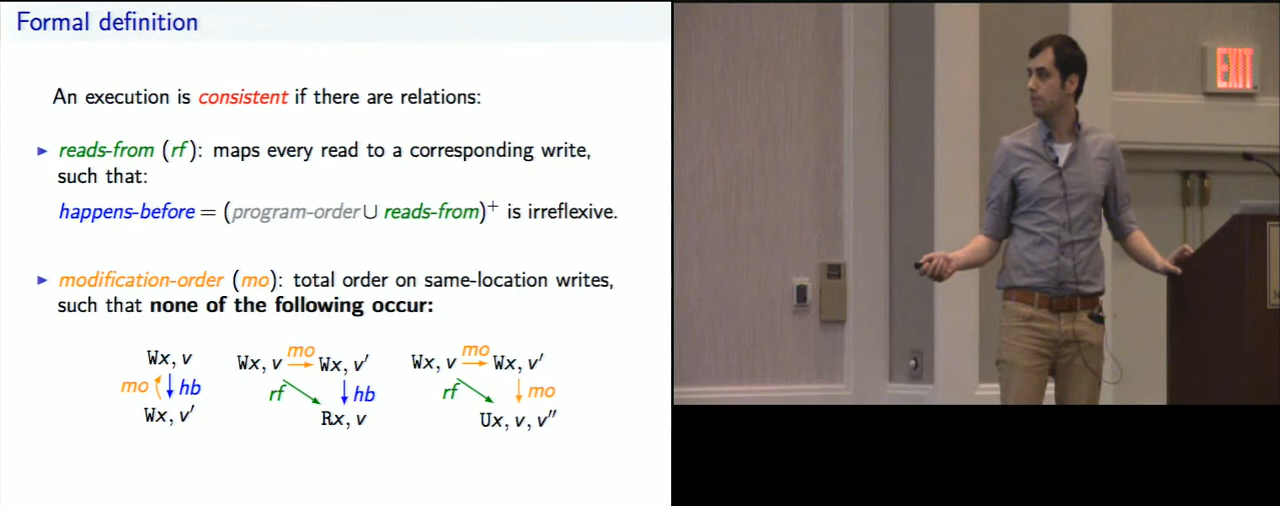 Formal definition
An execution is consistent if there are relations:
▶ reads-from (rf): maps every read to a corresponding write,
such that:
happens-before = (program-order ∪ reads-from)⁺ is irreflexive.
▶ modification-order (mo): total order on same-location writes,
such that none of the following occur:
Wx, v
mo hb
Wx, v′
Wx, v mo Wx, v′
rf hb
Rx, v
Wx, v mo Wx, v′
rf mo
Ux, v, v″
EXIT